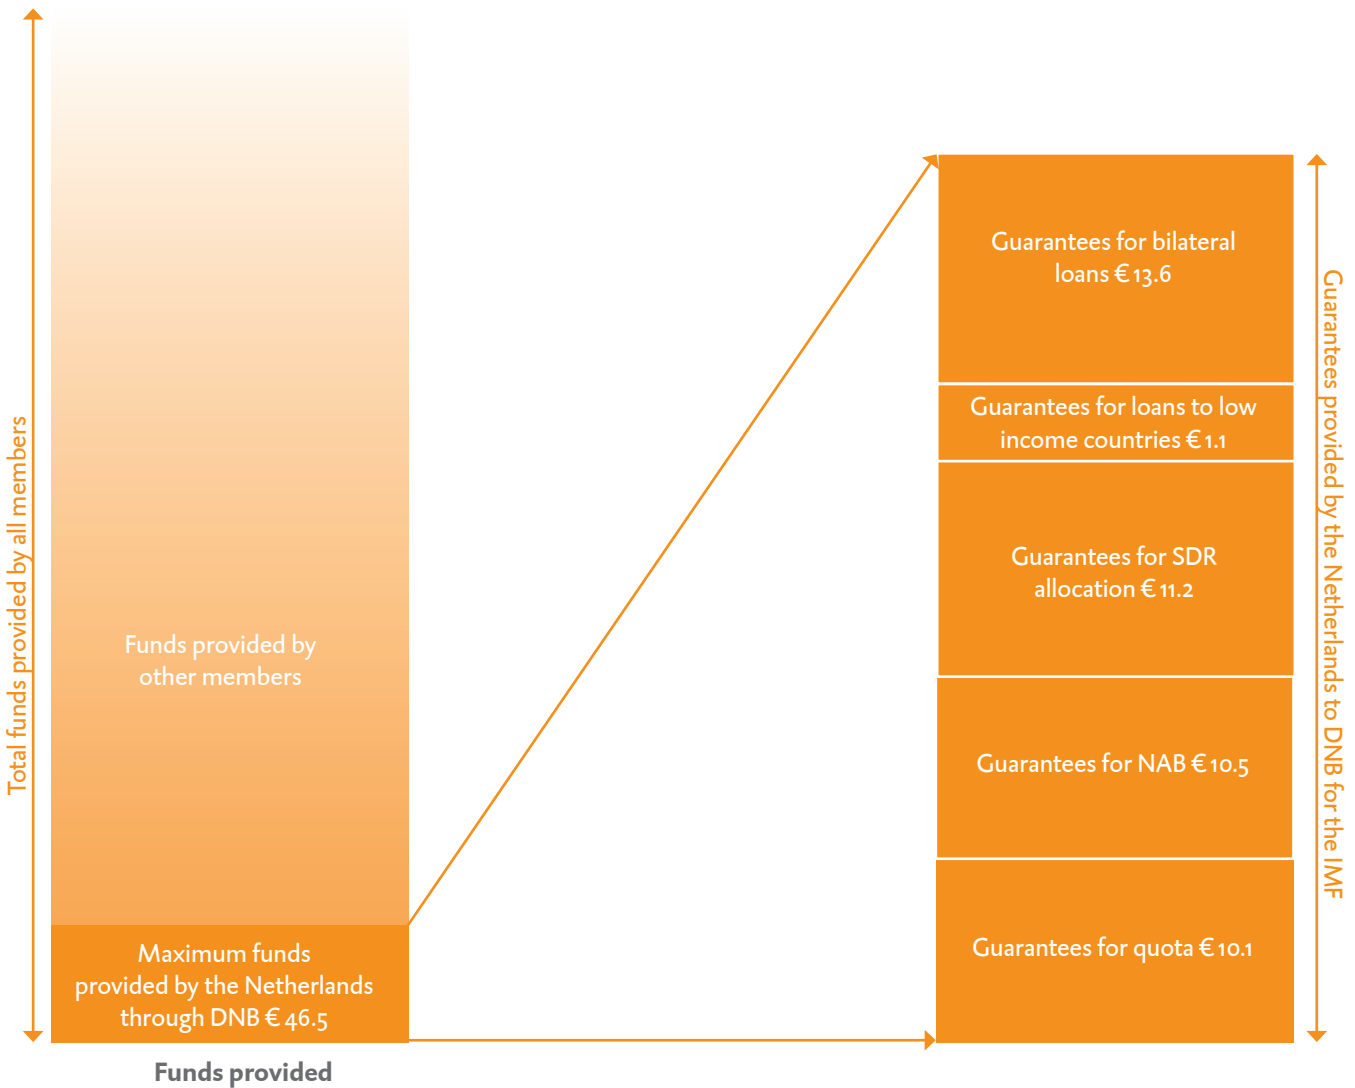 Total funds provided by all members
Funds provided by
other members
Maximum funds
provided by the Netherlands
through DNB € 46.5
Funds provided
Guarantees for bilateral
loans € 13.6
Guarantees for loans to low
income countries € 1.1
Guarantees for SDR
allocation € 11.2
Guarantees for NAB € 10.5
Guarantees for quota € 10.1
Guarantees provided by the Netherlands to DNB for the IMF